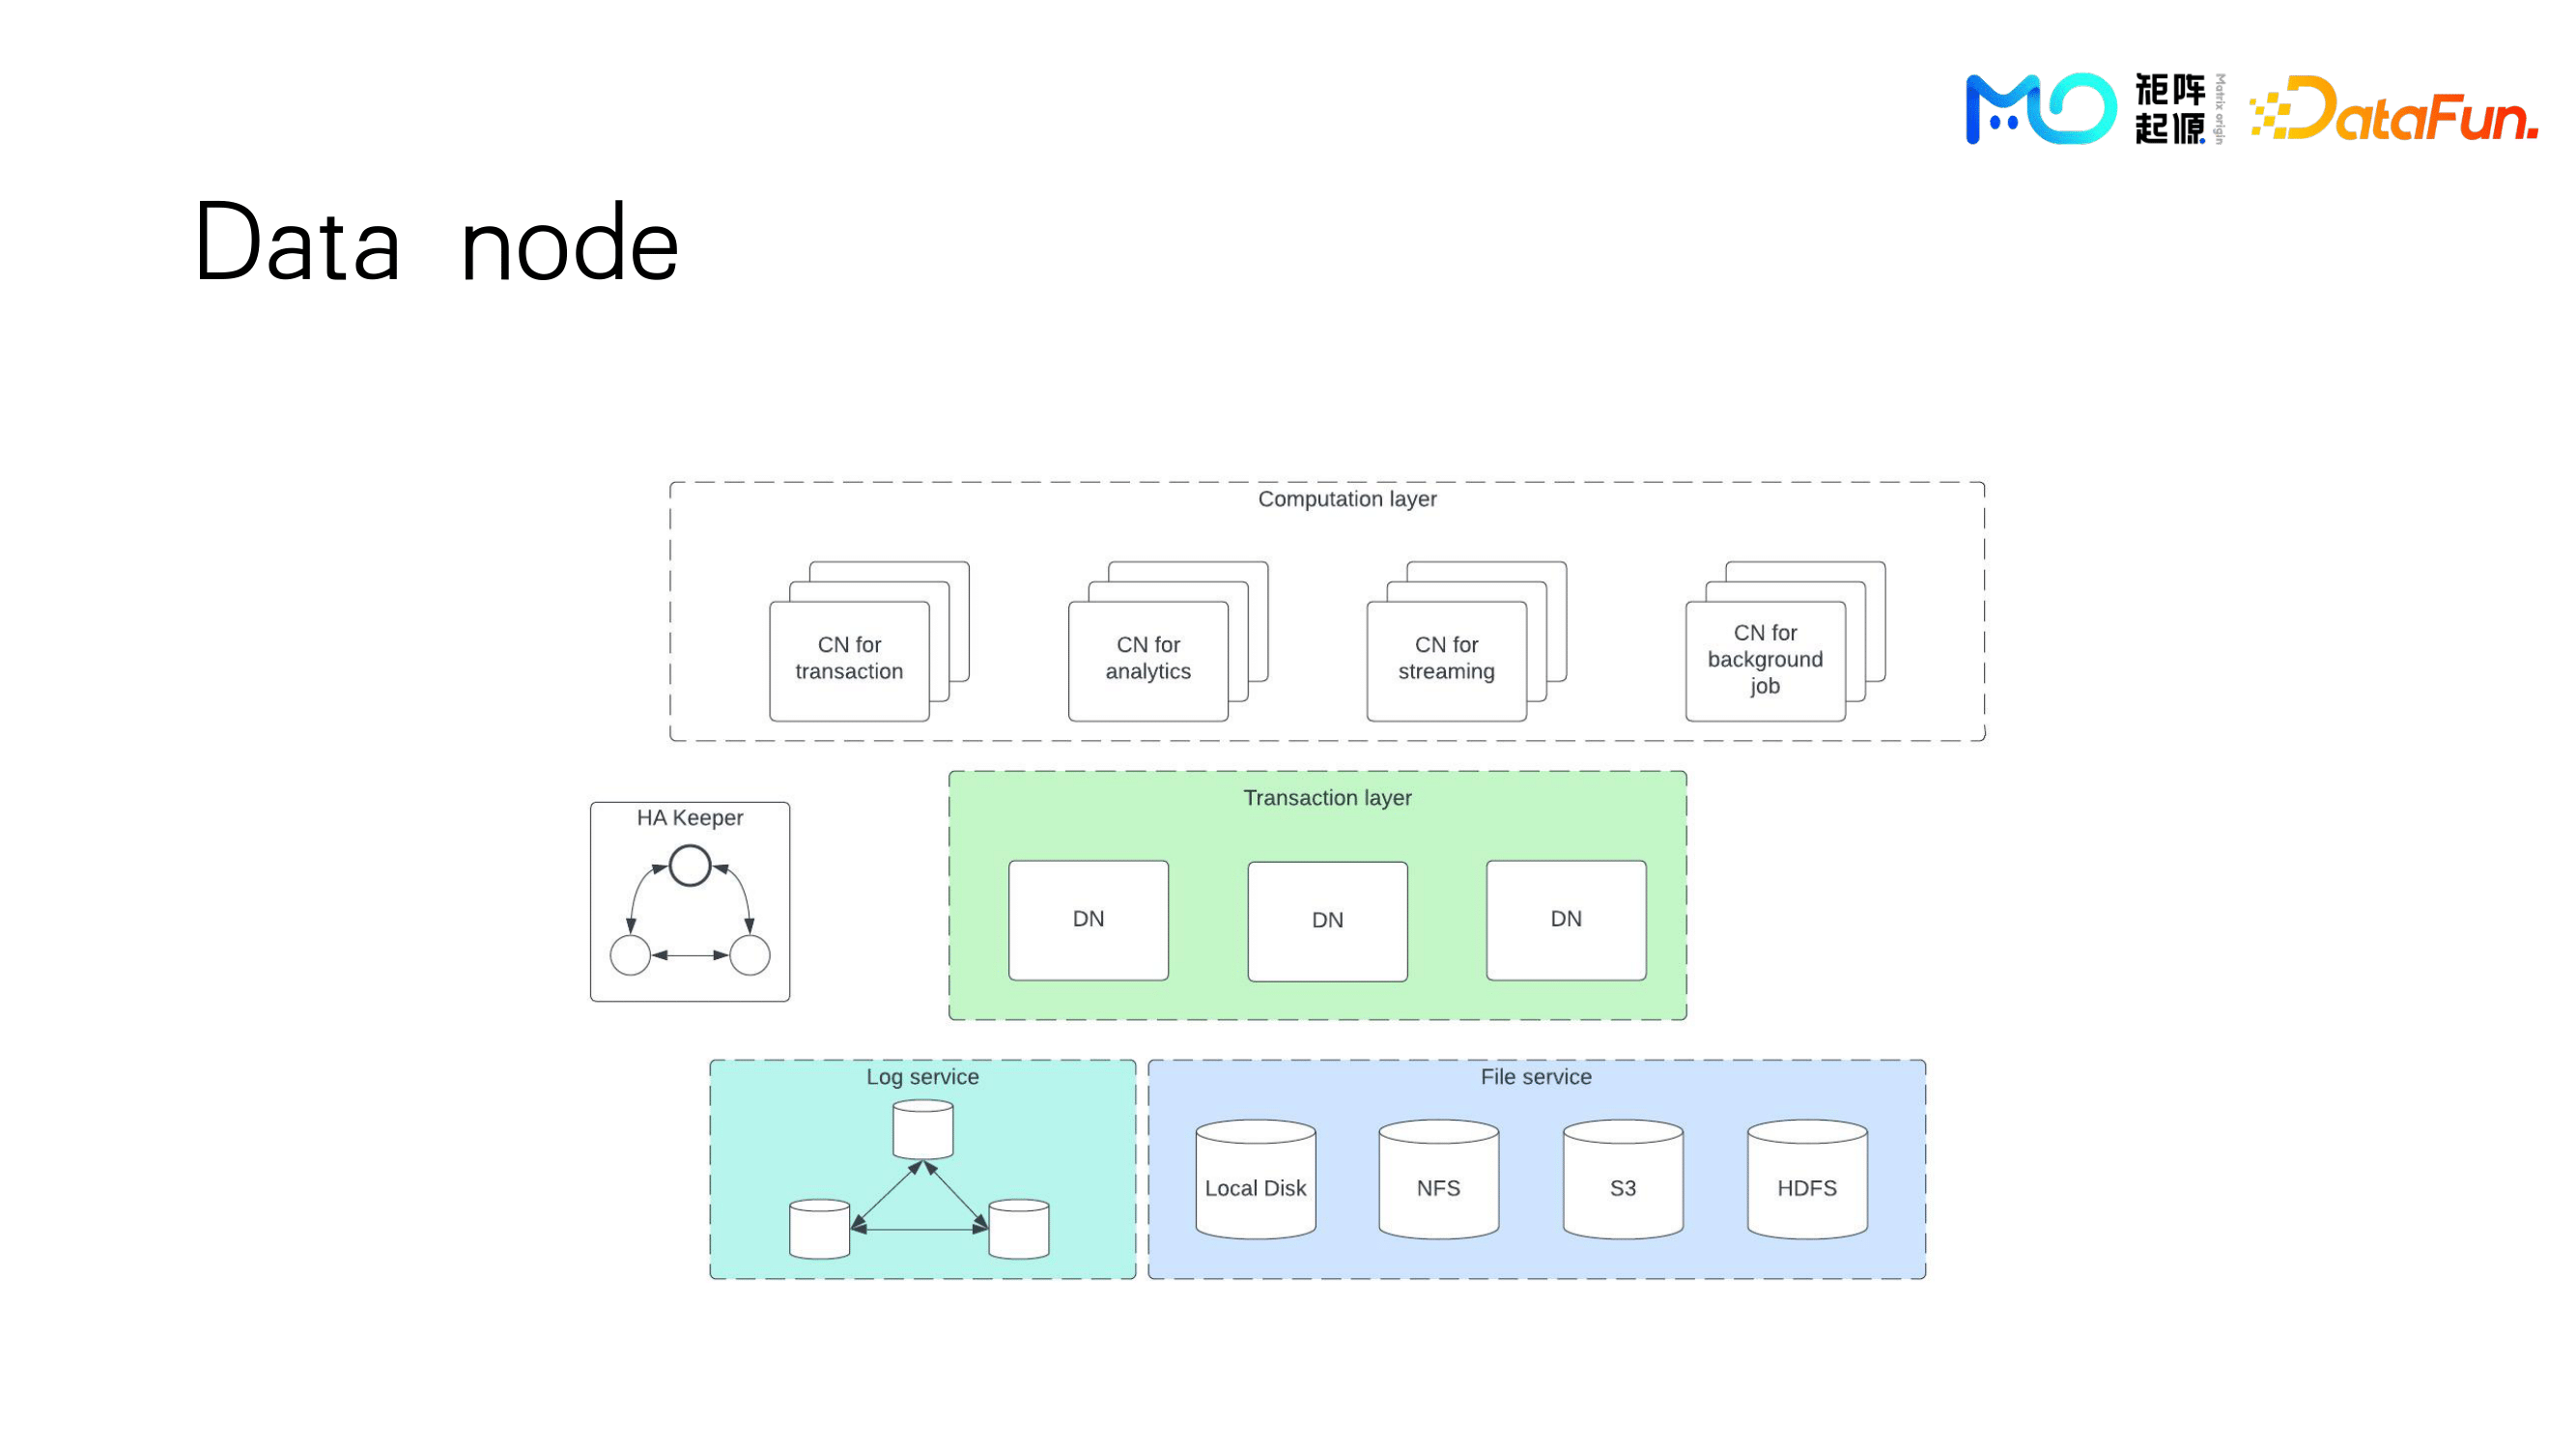 矩阵
起源
Matrix origin
DataFun.
Data node
Computation layer
CN for
transaction
CN for
analytics
CN for
streaming
CN for
background
job
HA Keeper
Transaction layer
DN
DN
DN
Log service
File service
Local Disk
NFS
S3
HDFS